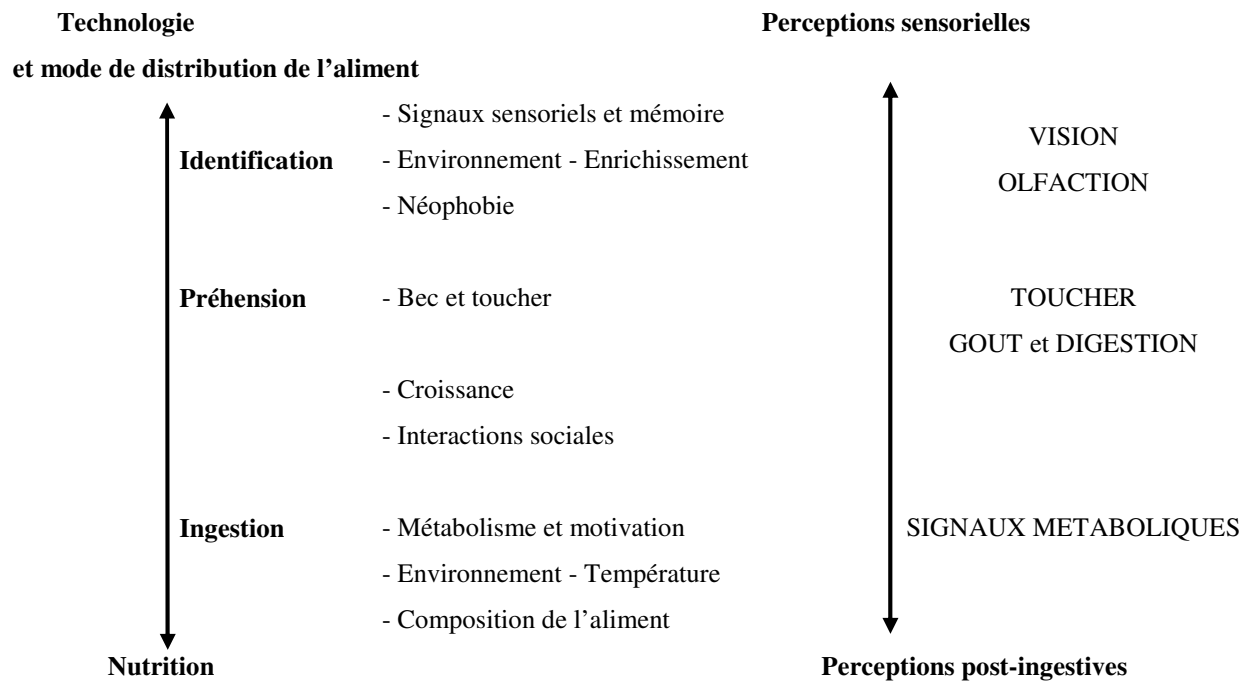 Technologie
et mode de distribution de l’aliment
Perceptions sensorielles
Identification
- Signaux sensoriels et mémoire
- Environnement - Enrichissement
- Néophobie
VISION
OLFACTION
Préhension
- Bec et toucher
TOUCHER
GOUT et DIGESTION
- Croissance
- Interactions sociales
Ingestion
- Métabolisme et motivation
- Environnement - Température
- Composition de l’aliment
SIGNAUX METABOLIQUES
Nutrition
Perceptions post-ingestives